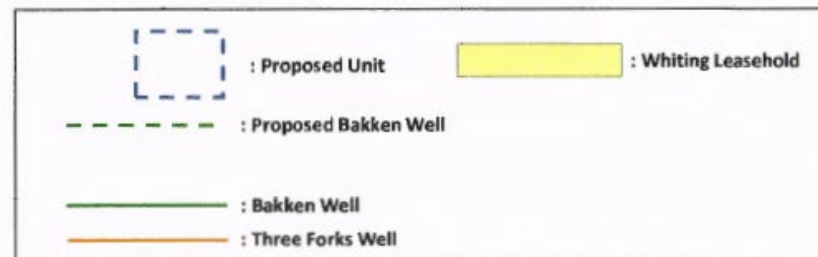 : Proposed Unit
: Whiting Leasehold
: Proposed Bakken Well
: Bakken Well
: Three Forks Well